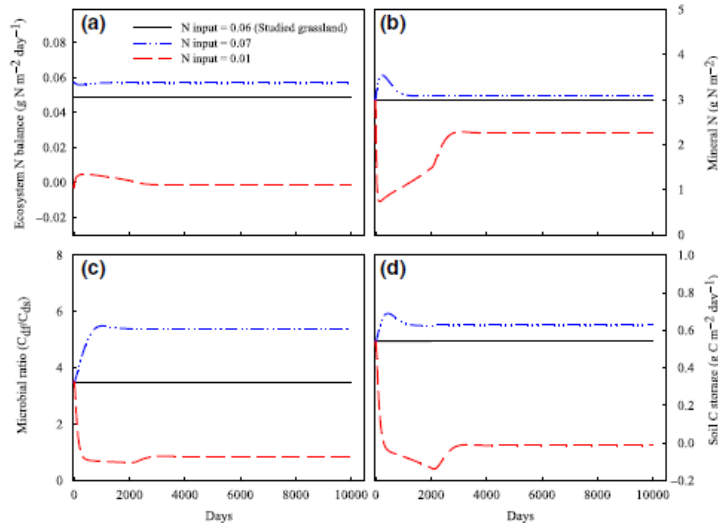 (a)
N input = 0.06 (Studied grassland)
N input = 0.07
N input = 0.01
Ecosystem N balance (g N m⁻² day⁻¹)
0.08
0.06
0.04
0.02
0.00
−0.02
(b)
Mineral N (g N m⁻²)
5
4
3
2
1
0
(c)
Microbial ratio (C_df/C_ds)
8
6
4
2
0
0
2000
4000
6000
8000
10000
Days
(d)
Soil C storage (g C m⁻² day⁻¹)
1.0
0.8
0.6
0.4
0.2
0.0
−0.2
0
2000
4000
6000
8000
10000
Days